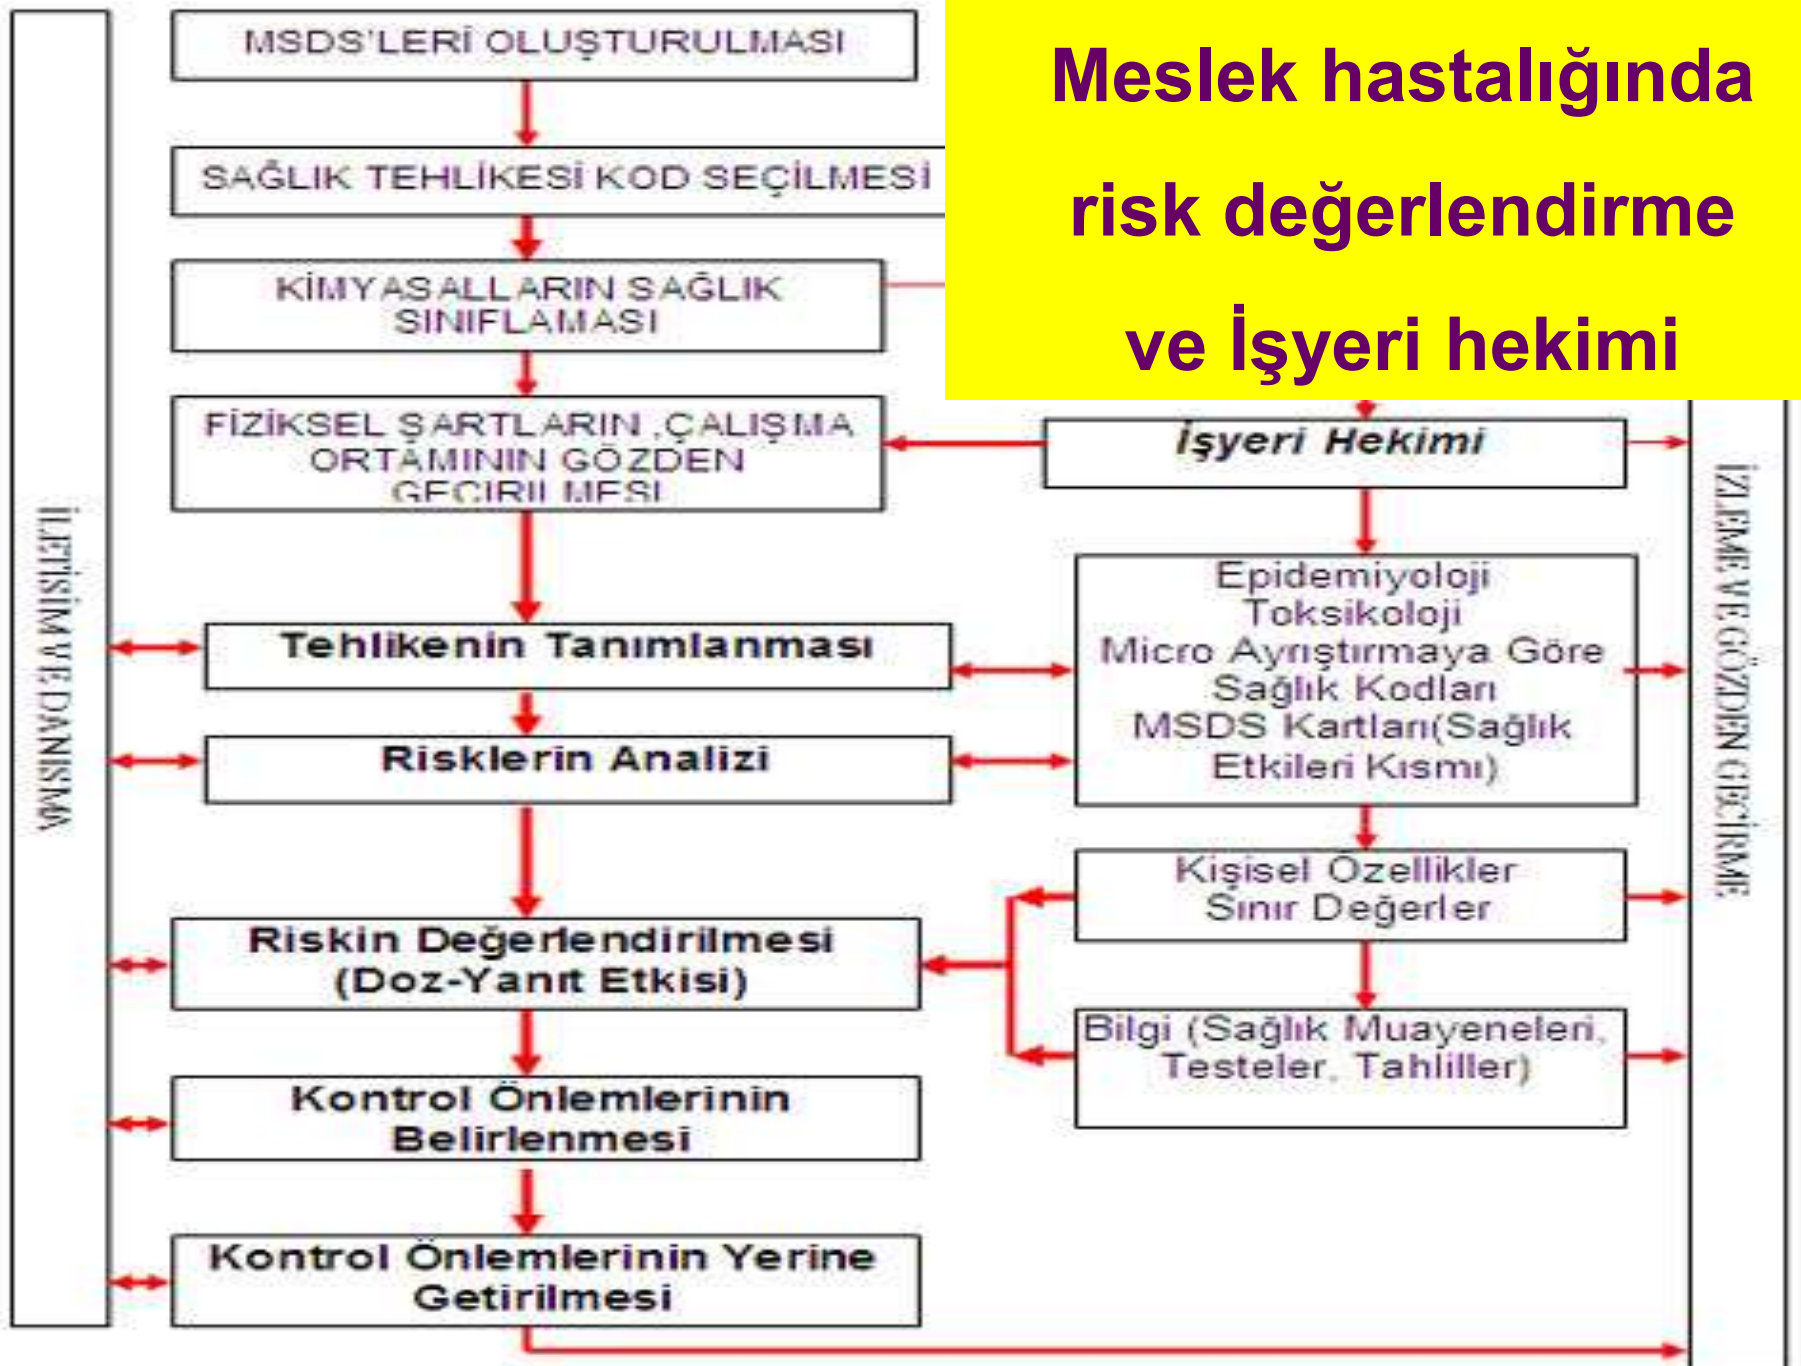 MSDS'LERİ OLUŞTURULMASI
SAĞLIK TEHLİKESİ KOD SEÇİLMESİ
KİMYASALLARIN SAĞLIK
SINIFLAMASI
FİZİKSEL ŞARTLARIN ,ÇALIŞMA
ORTAMININ GÖZDEN
GEÇİRİLMESİ
Tehlikenin Tanımlanması
Risklerin Analizi
Riskin Değerlendirilmesi
(Doz-Yanıt Etkisi)
Kontrol Önlemlerinin
Belirlenmesi
Kontrol Önlemlerinin Yerine
Getirilmesi
İLETİŞİM VE DANIŞMA
Meslek hastalığında
risk değerlendirme
ve İşyeri hekimi
İşyeri Hekimi
Epidemiyoloji
Toksikoloji
Micro Ayrıştırmaya Göre
Sağlık Kodları
MSDS Kartları(Sağlık
Etkileri Kısmı)
Kişisel Özellikler
Sınır Değerler
Bilgi (Sağlık Muayeneleri,
Testeler, Tahliller)
İZLEME VE GÖZDEN GEÇİRME